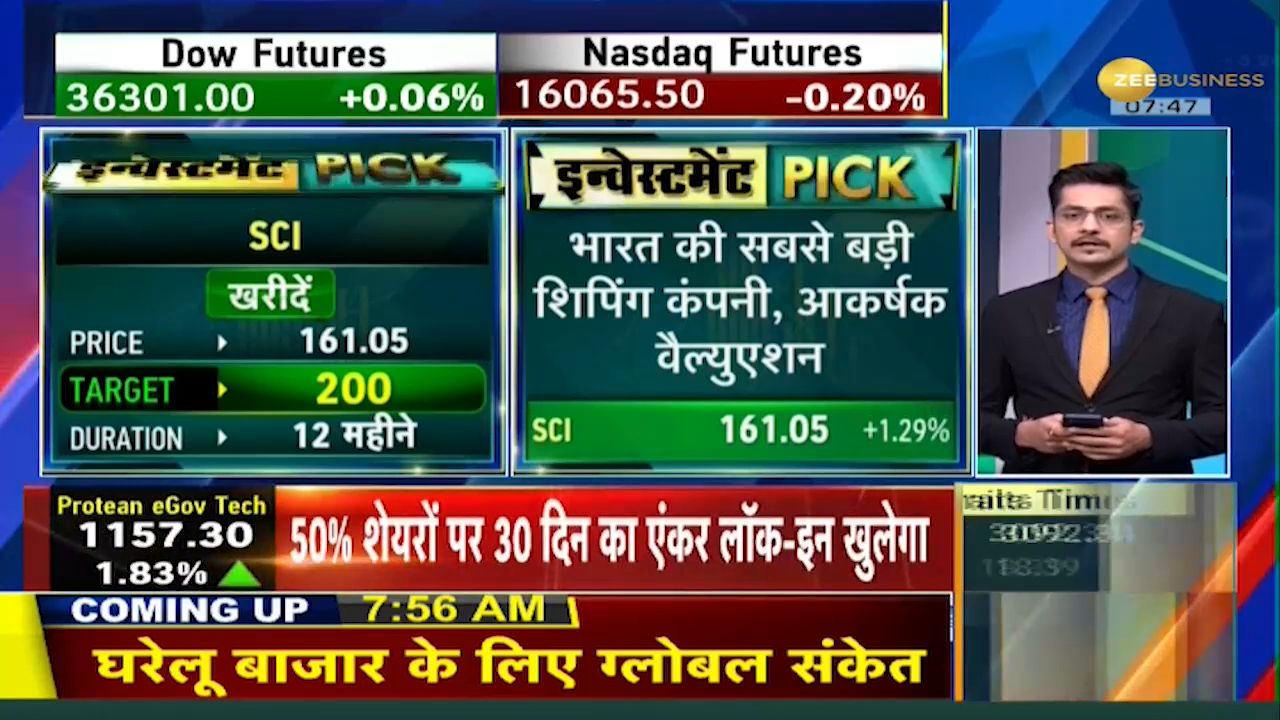 Dow Futures
36301.00 +0.06%
Nasdaq Futures
16065.50 -0.20%
ZEEBUSINESS
07:47
इन्वेस्टमेंट PICK
SCI
खरीदें
PRICE 161.05
TARGET 200
DURATION 12 महीने
इन्वेस्टमेंट PICK
भारत की सबसे बड़ी
शिपिंग कंपनी, आकर्षक
वैल्युएशन
SCI 161.05 +1.29%
Protean eGov Tech
1157.30
1.83%
50% शेयरों पर 30 दिन का एंकर लॉक-इन खुलेगा
COMING UP 7:56 AM
घरेलू बाजार के लिए ग्लोबल संकेत